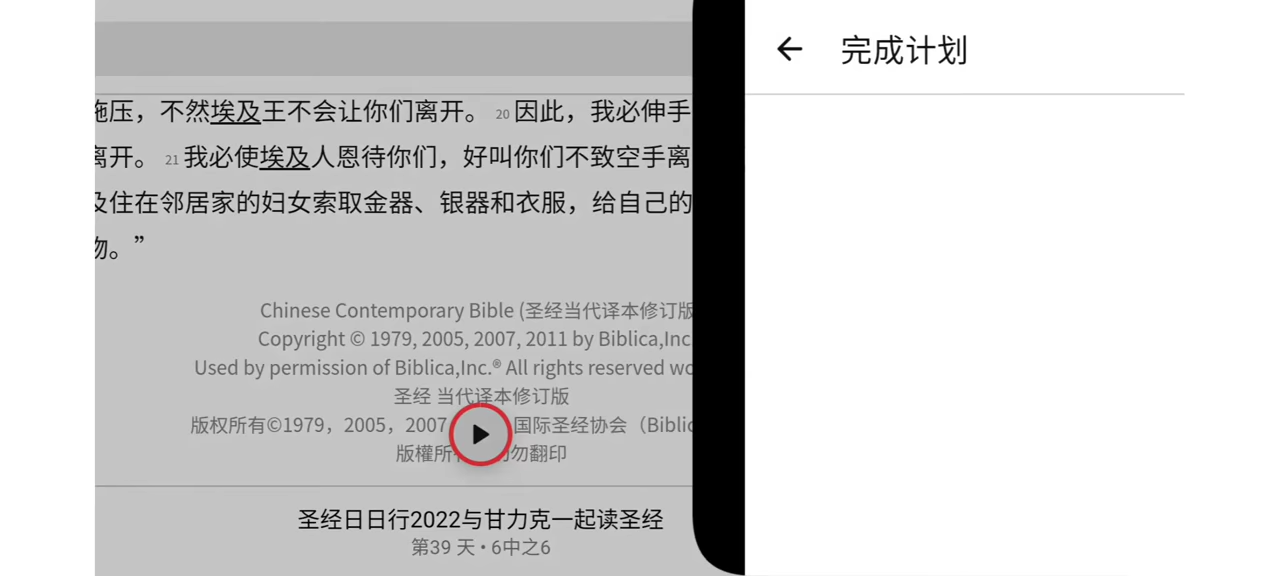 施压，不然埃及王不会让你们离开。 20 因此，我必伸手
离开。 21 我必使埃及人恩待你们，好叫你们不致空手离
及住在邻居家的妇女索取金器、银器和衣服，给自己的
物。”
Chinese Contemporary Bible (圣经当代译本修订版
Copyright © 1979, 2005, 2007, 2011 by Biblica,Inc
Used by permission of Biblica,Inc.® All rights reserved wo
圣经 当代译本修订版
版权所有©1979，2005，2007 国际圣经协会（Biblic
版權所 勿翻印
圣经日日行2022与甘力克一起读圣经
第39 天 • 6中之6
完成计划